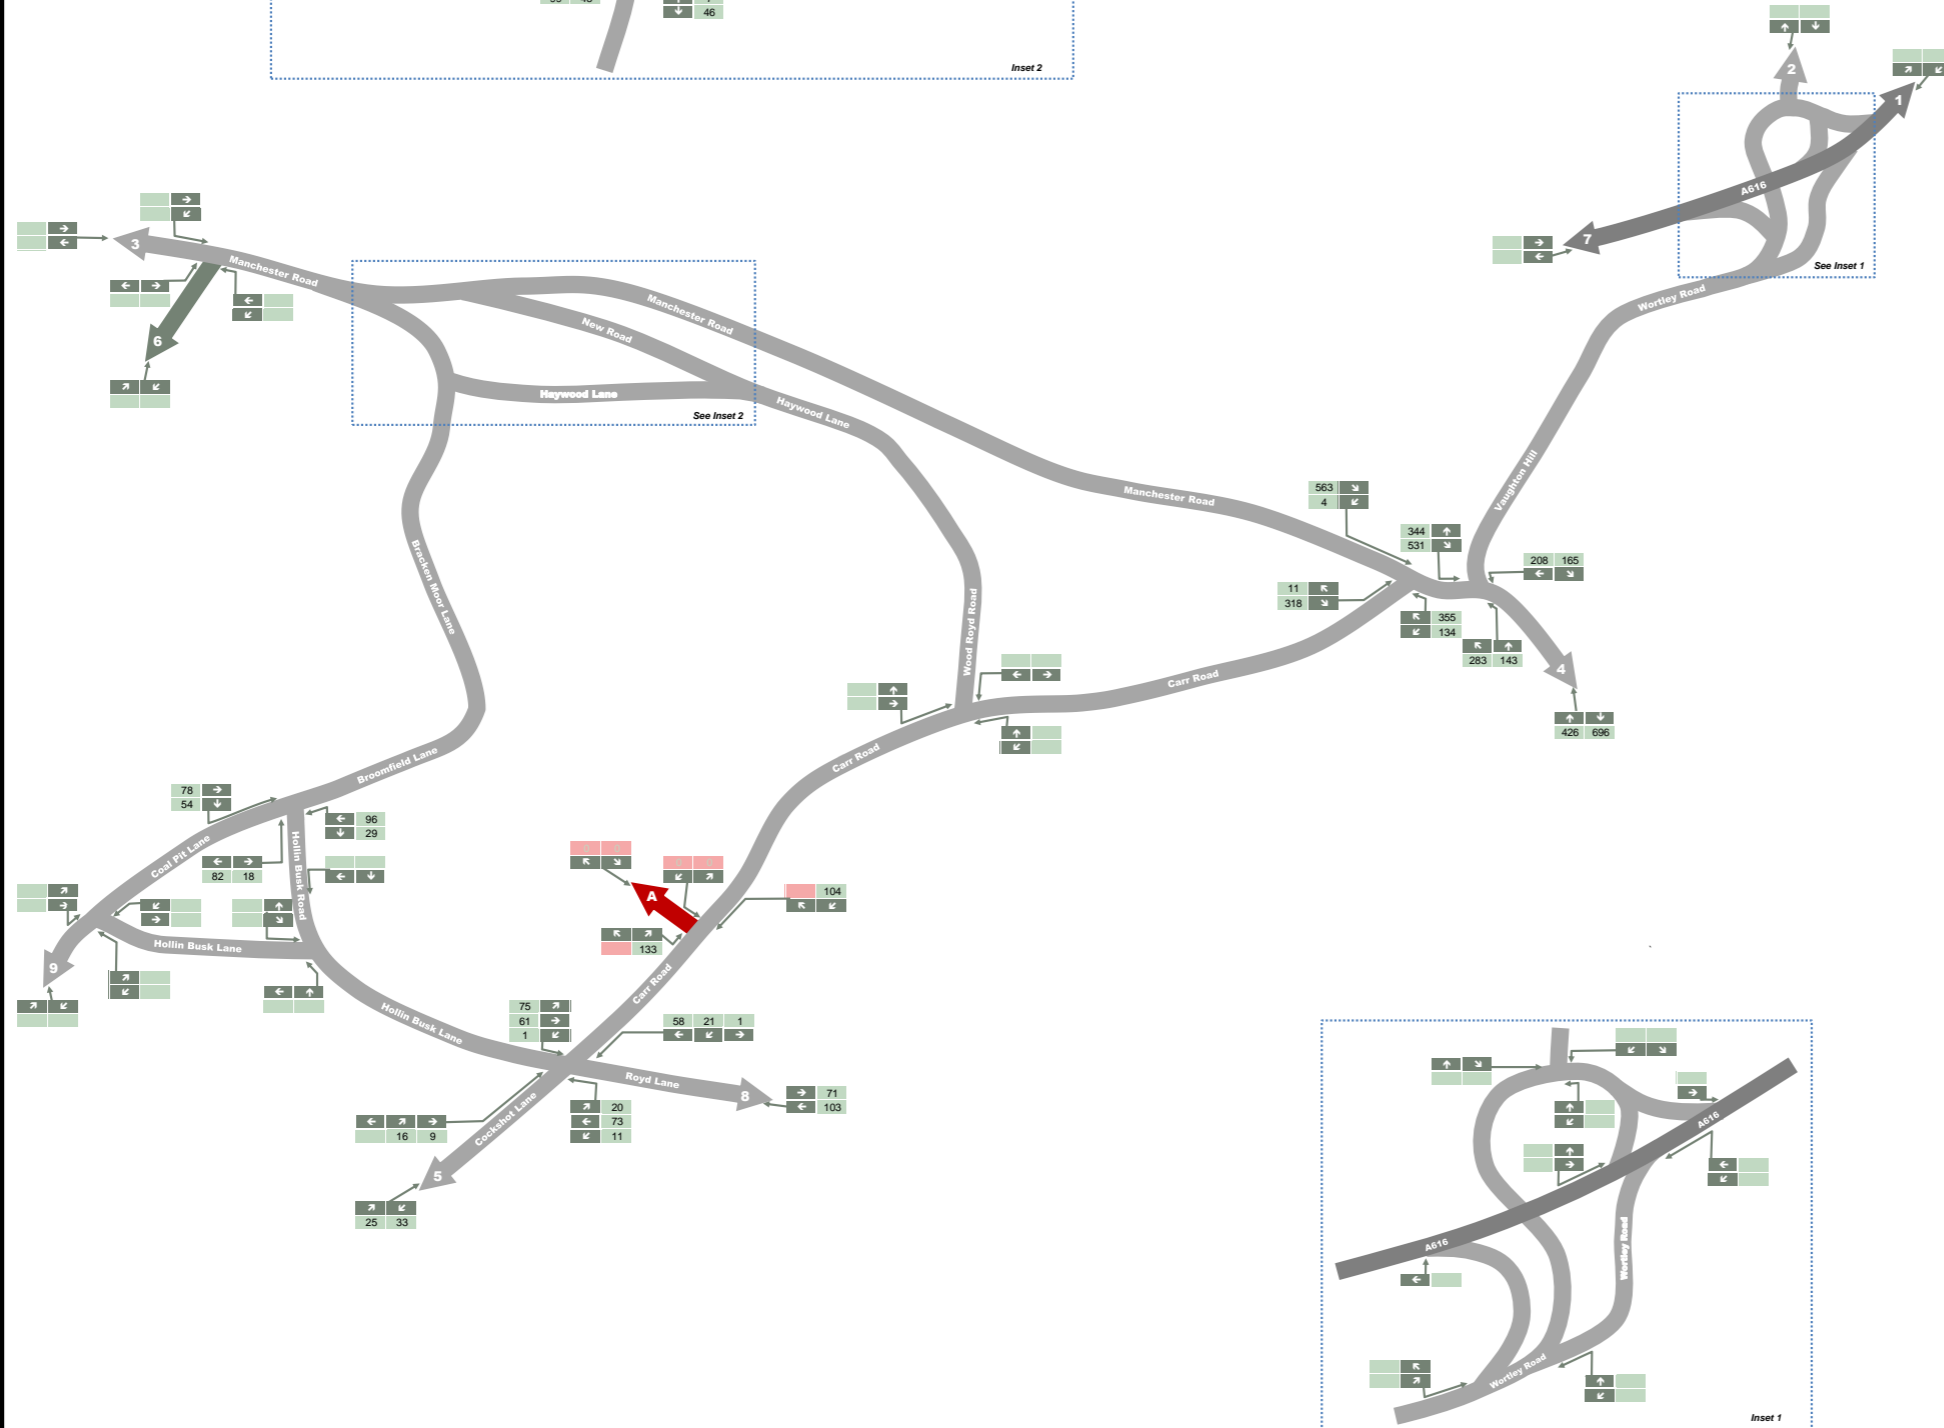 46
Inset 2
2
1
A616
7
See Inset 1
Wortley Road
3
Manchester Road
6
Manchester Road
New Road
Haywood Lane
See Inset 2
Haywood Lane
Manchester Road
Vaughton Hill
563
4
344
531
208 165
11
318
355
134
283 143
4
426 696
Bracken Moor Lane
Wood Royd Road
Carr Road
Carr Road
Broomfield Lane
78
54
96
29
Coal Pit Lane
82 18
Hollin Busk Road
0 0
0 0
A
104
133
Hollin Busk Lane
9
Carr Road
Hollin Busk Lane
75
61
1
58 21 1
Royd Lane
8
71
103
Cockshot Lane
16 9
20
73
11
5
25 33
A616
A616
Wortley Road
Wortley Road
Inset 1